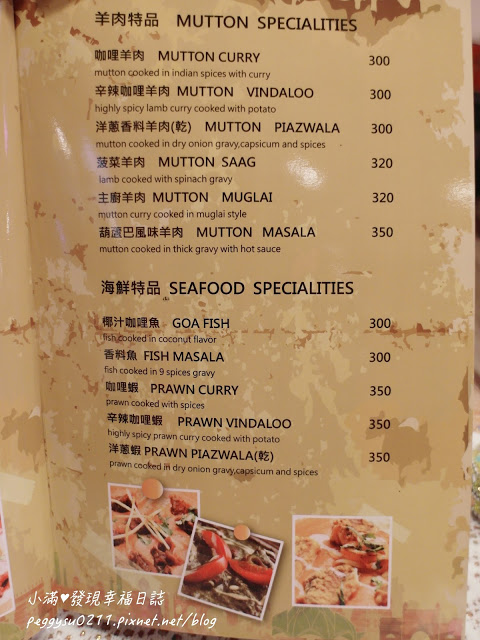 羊肉特品 MUTTON SPECIALITIES
咖哩羊肉 MUTTON CURRY 300
mutton cooked in indian spices with curry
辛辣咖哩羊肉 MUTTON VINDALOO 300
highly spicy lamb curry cooked with potato
洋蔥香料羊肉(乾) MUTTON PIAZWALA 300
mutton cooked in dry onion gravy,capsicum and spices
菠菜羊肉 MUTTON SAAG 320
lamb cooked with spinach gravy
主廚羊肉 MUTTON MUGLAI 320
mutton curry cooked in muglai style
葫蘆巴風味羊肉 MUTTON MASALA 350
mutton cooked in thick gravy with hot sauce
海鮮特品 SEAFOOD SPECIALITIES
椰汁咖哩魚 GOA FISH 300
fish cooked in coconut flavor
香料魚 FISH MASALA 300
fish cooked in 9 spices gravy
咖哩蝦 PRAWN CURRY 350
prawn cooked with spices
辛辣咖哩蝦 PRAWN VINDALOO 350
highly spicy prawn curry cooked with potato
洋蔥蝦 PRAWN PIAZWALA(乾) 350
prawn cooked in dry onion gravy,capsicum and spices
小滿♥發現幸福日誌
peggysu0211.pixnet.net/blog